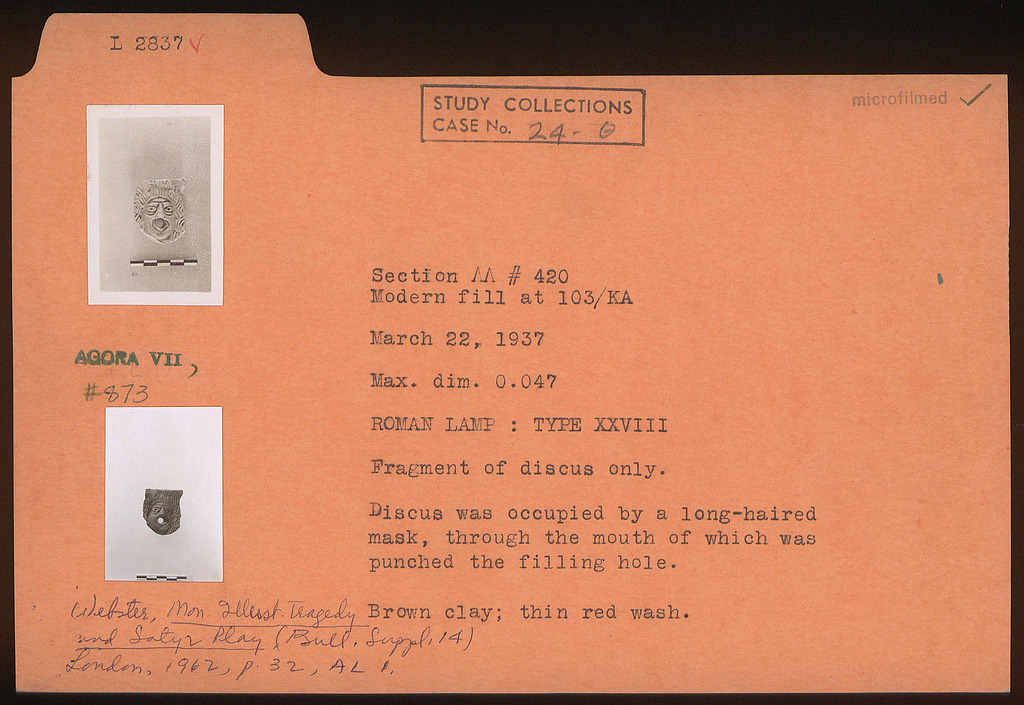 L 2837 ✓
STUDY COLLECTIONS
CASE No. 24-6
microfilmed ✓
Section ΛΛ # 420
Modern fill at 103/KA
March 22, 1937
Max. dim. 0.047
ROMAN LAMP : TYPE XXVIII
Fragment of discus only.
Discus was occupied by a long-haired
mask, through the mouth of which was
punched the filling hole.
Brown clay; thin red wash.
AGORA VII,
#873
Webster, Mon. Illust. Tragedy
and Satyr Play (Bull. Suppl. 14)
London, 1962, p. 32, AL 1.